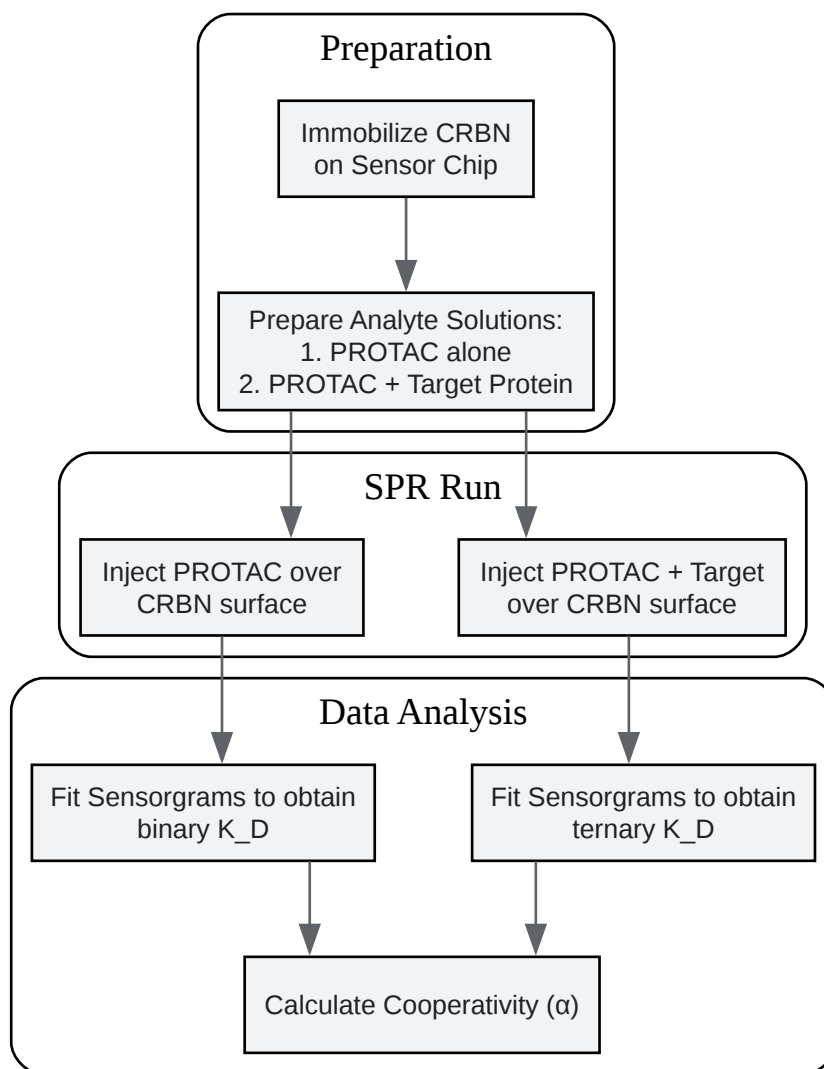 Preparation
Immobilize CRBN
on Sensor Chip
Prepare Analyte Solutions:
1. PROTAC alone
2. PROTAC + Target Protein
SPR Run
Inject PROTAC over
CRBN surface
Inject PROTAC + Target
over CRBN surface
Data Analysis
Fit Sensorgrams to obtain
binary K_D
Fit Sensorgrams to obtain
ternary K_D
Calculate Cooperativity (α)